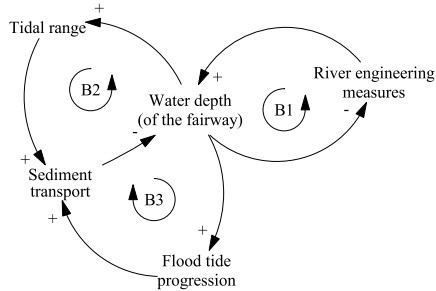 +
Tidal range
+
B2
River engineering
measures
-
Water depth
(of the fairway)
B1
-
+
Sediment
transport
+
B3
+
Flood tide
progression